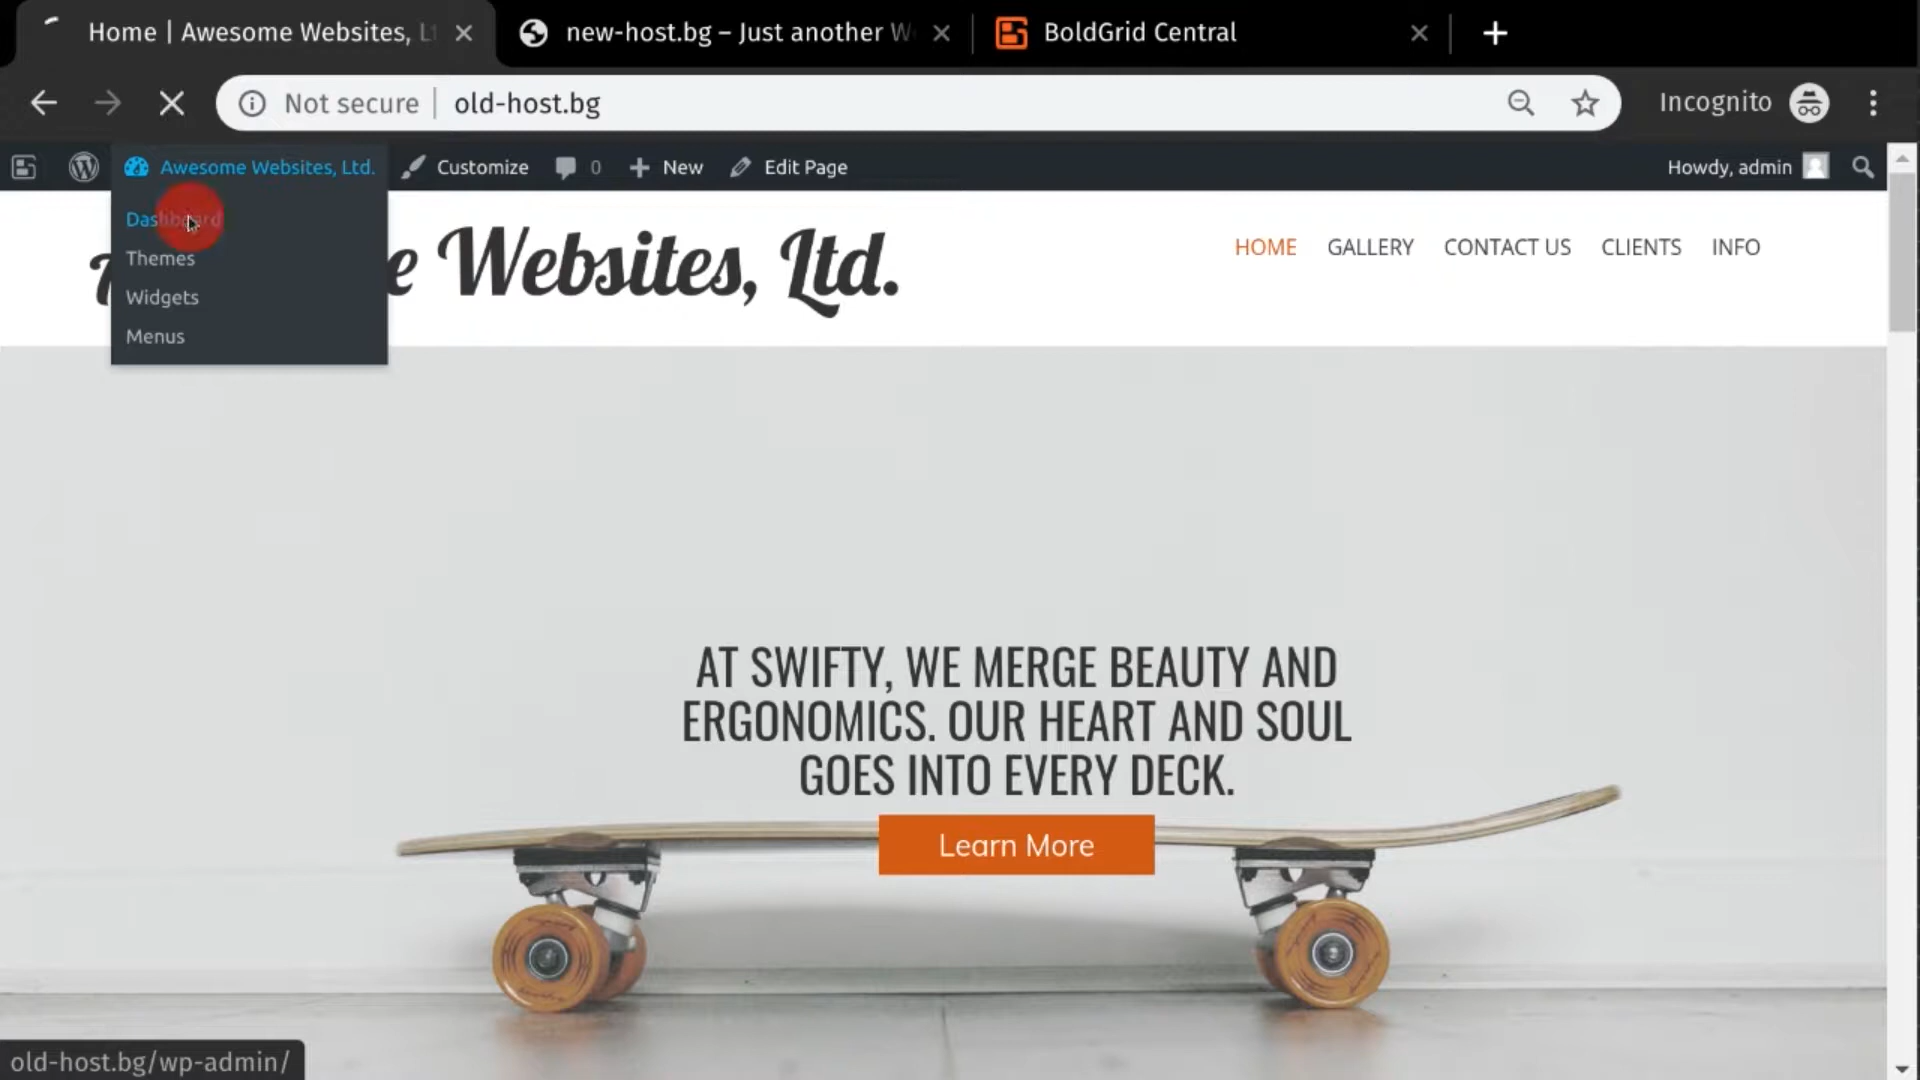 Home | Awesome Websites, Lt
new-host.bg – Just another W
BoldGrid Central
Not secure
old-host.bg
Incognito
Awesome Websites, Ltd.
Customize
0
New
Edit Page
Howdy, admin
Dashboard
Themes
Widgets
Menus
e Websites, Ltd.
HOME
GALLERY
CONTACT US
CLIENTS
INFO
AT SWIFTY, WE MERGE BEAUTY AND
ERGONOMICS. OUR HEART AND SOUL
GOES INTO EVERY DECK.
Learn More
old-host.bg/wp-admin/